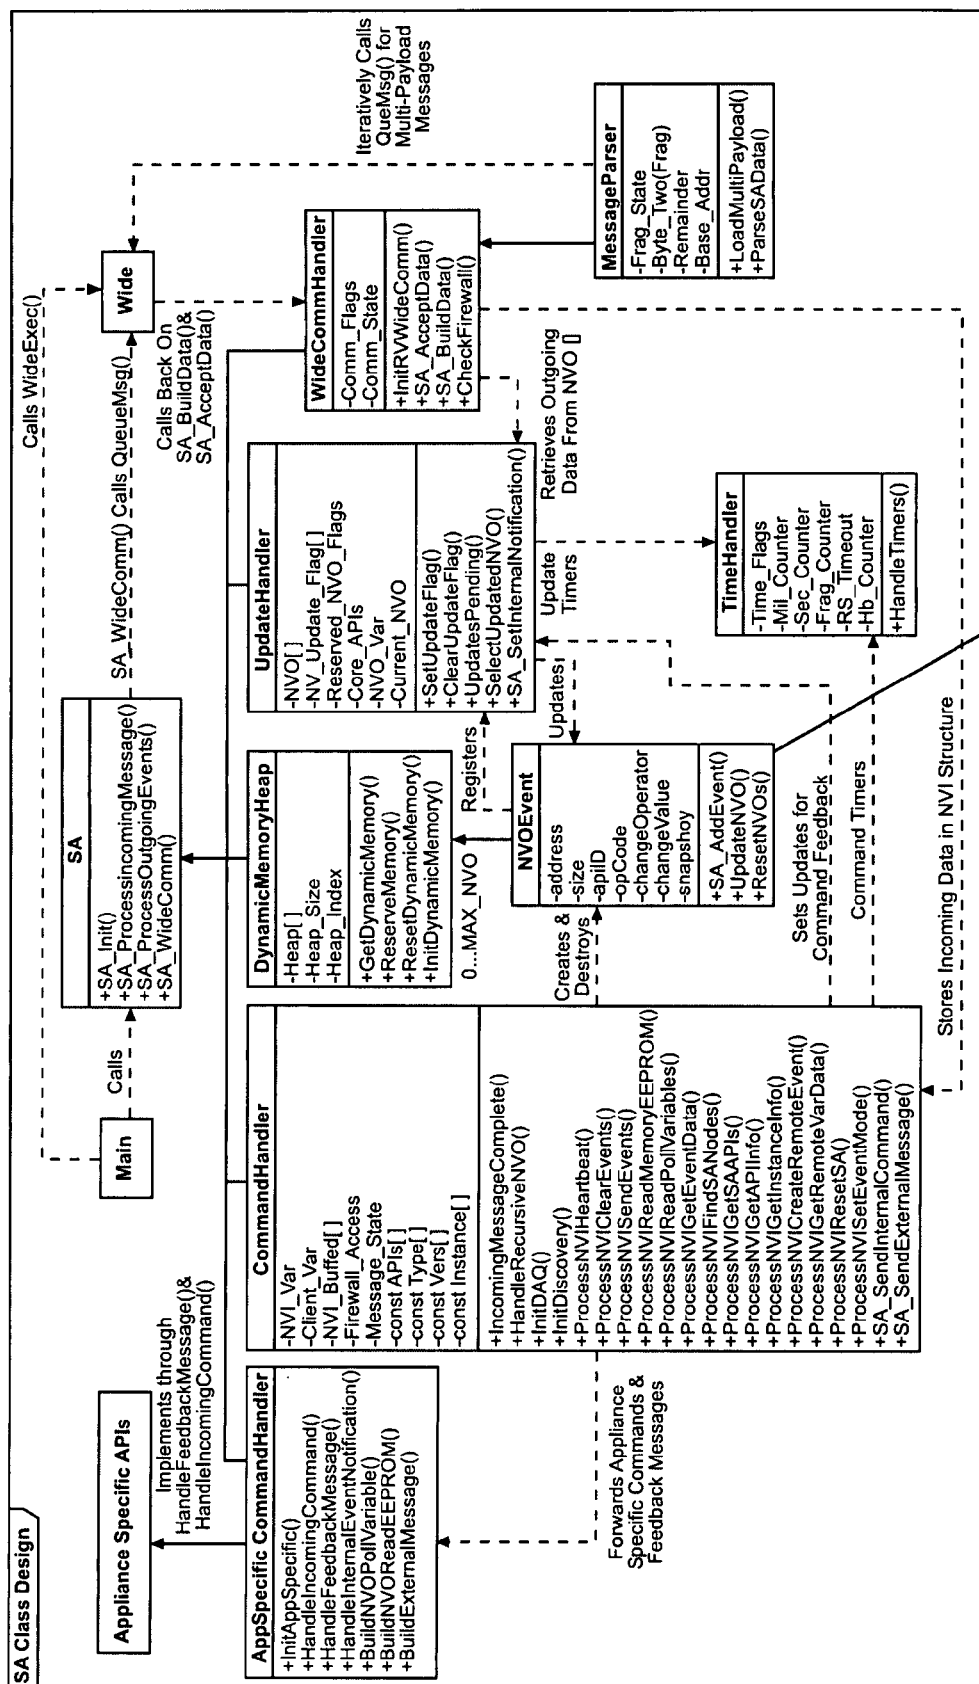 SA Class Design
Appliance Specific APIs
Implements through
HandleFeedbackMessage()&
HandleIncomingCommand()
Main
Calls
Calls WideExec()
SA
+SA_Init()
+SA_ProcessIncomingMessage()
+SA_ProcessOutgoingEvents()
+SA_WideComm()
SA_WideComm() Calls QueueMsg()
Wide
Calls Back On
SA_BuildData()&
SA_AcceptData()
Iteratively Calls
QueMsg() for
Multi-Payload
Messages
AppSpecific CommandHandler
+InitAppSpecific()
+HandleIncomingCommand()
+HandleFeedbackMessage()
+HandleInternalEventNotification()
+BuildNVOPollVariable()
+BuildNVOReadEEPROM()
+BuildExternalMessage()
CommandHandler
-NVI_Var
-Client_Var
-NVI_Buffed[ ]
-Firewall_Access
-Message_State
-const APIs[ ]
-const Type[ ]
-const Vers[ ]
-const Instance[ ]
+IncomingMessageComplete()
+HandleRecursiveNVO()
+InitDAQ()
+InitDiscovery()
+ProcessNVIHeartbeat()
+ProcessNVIClearEvents()
+ProcessNVISendEvents()
+ProcessNVIReadMemoryEEPROM()
+ProcessNVIReadPollVariables()
+ProcessNVIGetEventData()
+ProcessNVIFindSANodes()
+ProcessNVIGetSAAPIs()
+ProcessNVIGetAPIInfo()
+ProcessNVIGetInstanceInfo()
+ProcessNVICreateRemoteEvent()
+ProcessNVIGetRemoteVarData()
+ProcessNVIResetSA()
+ProcessNVISetEventMode()
+SA_SendInternalCommand()
+SA_SendExternalMessage()
DynamicMemoryHeap
-Heap[ ]
-Heap_Size
-Heap_Index
+GetDynamicMemory()
+ReserveMemory()
+ResetDynamicMemory()
+InitDynamicMemory()
UpdateHandler
-NVO[ ]
-NV_Update_Flag[ ]
-Reserved_NVO_Flags
-Core_APIs
-NVO_Var
-Current_NVO
+SetUpdateFlag()
+ClearUpdateFlag()
+UpdatesPending()
+SelectUpdatedNVO()
+SA_SetInternalNotification()
WideCommHandler
-Comm_Flags
-Comm_State
+InitRVWideComm()
+SA_AcceptData()
+SA_BuildData()
+CheckFirewall()
MessageParser
-Frag_State
-Byte_Two(Frag)
-Remainder
-Base_Addr
+LoadMultiPayload()
+ParseSAData()
0...MAX_NVO
Registers
Updates
Update
Timers
Retrieves Outgoing
Data From NVO []
Creates &
Destroys
NVOEvent
-address
-size
-apiID
-opCode
-changeOperator
-changeValue
-snapshoy
+SA_AddEvent()
+UpdateNVO()
+ResetNVOs()
TimeHandler
-Time_Flags
-Mil_Counter
-Sec_Counter
-Frag_Counter
-RS_Timeout
-Hb_Counter
+HandleTimers()
Forwards Appliance
Specific Commands &
Feedback Messages
Sets Updates for
Command Feedback
Command Timers
Stores Incoming Data in NVI Structure